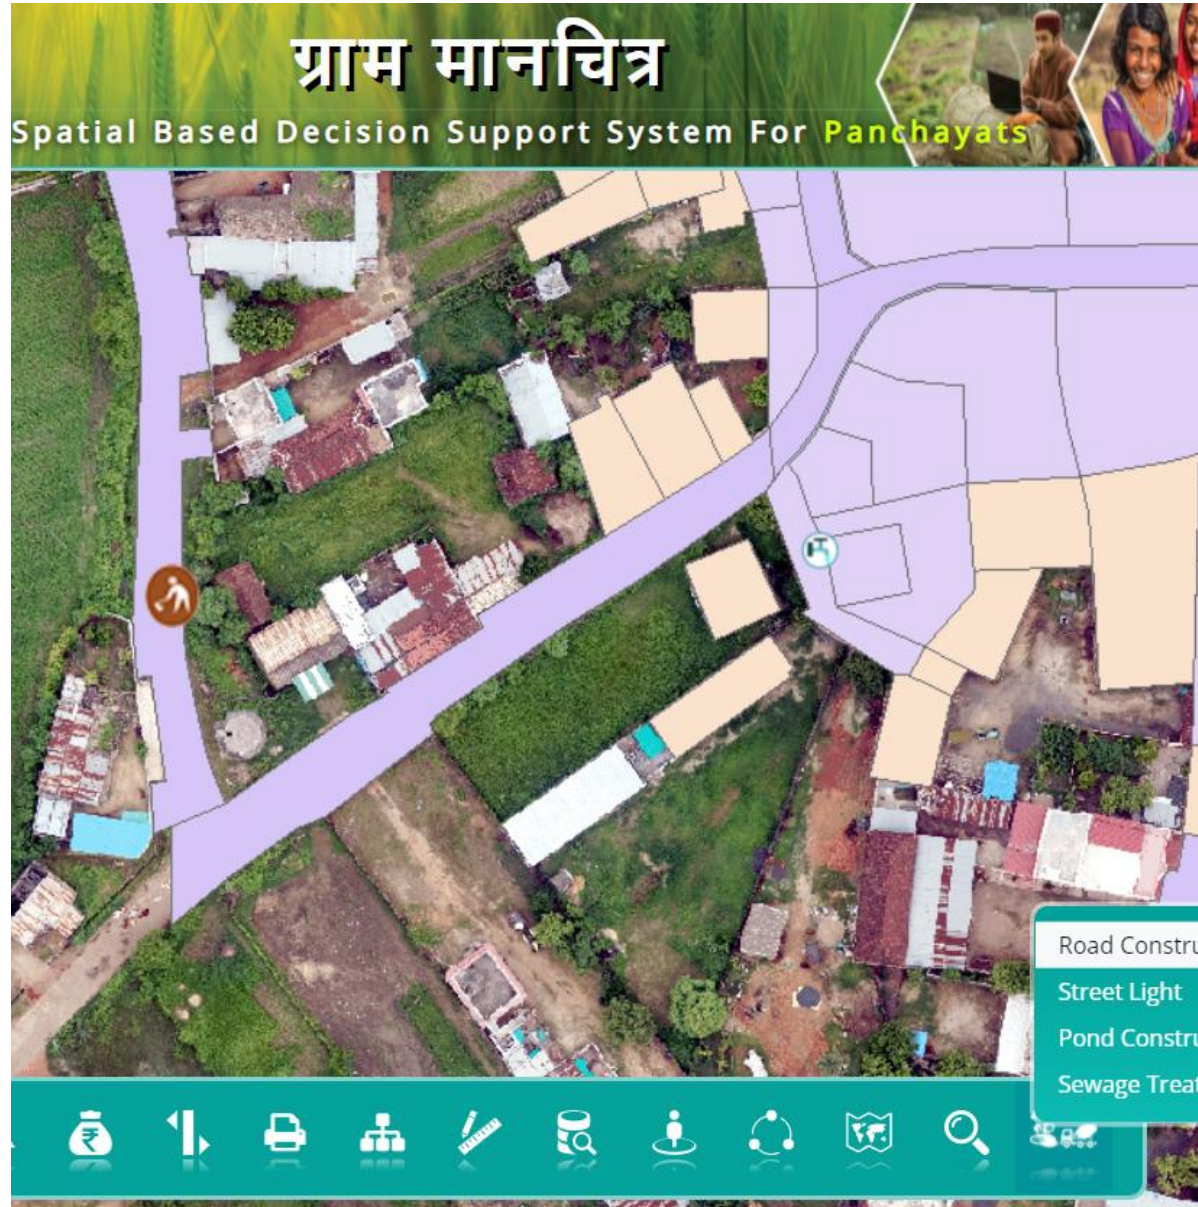 ग्राम मानचित्र
Spatial Based Decision Support System For Panchayats
Road Constru
Street Light
Pond Constru
Sewage Treat